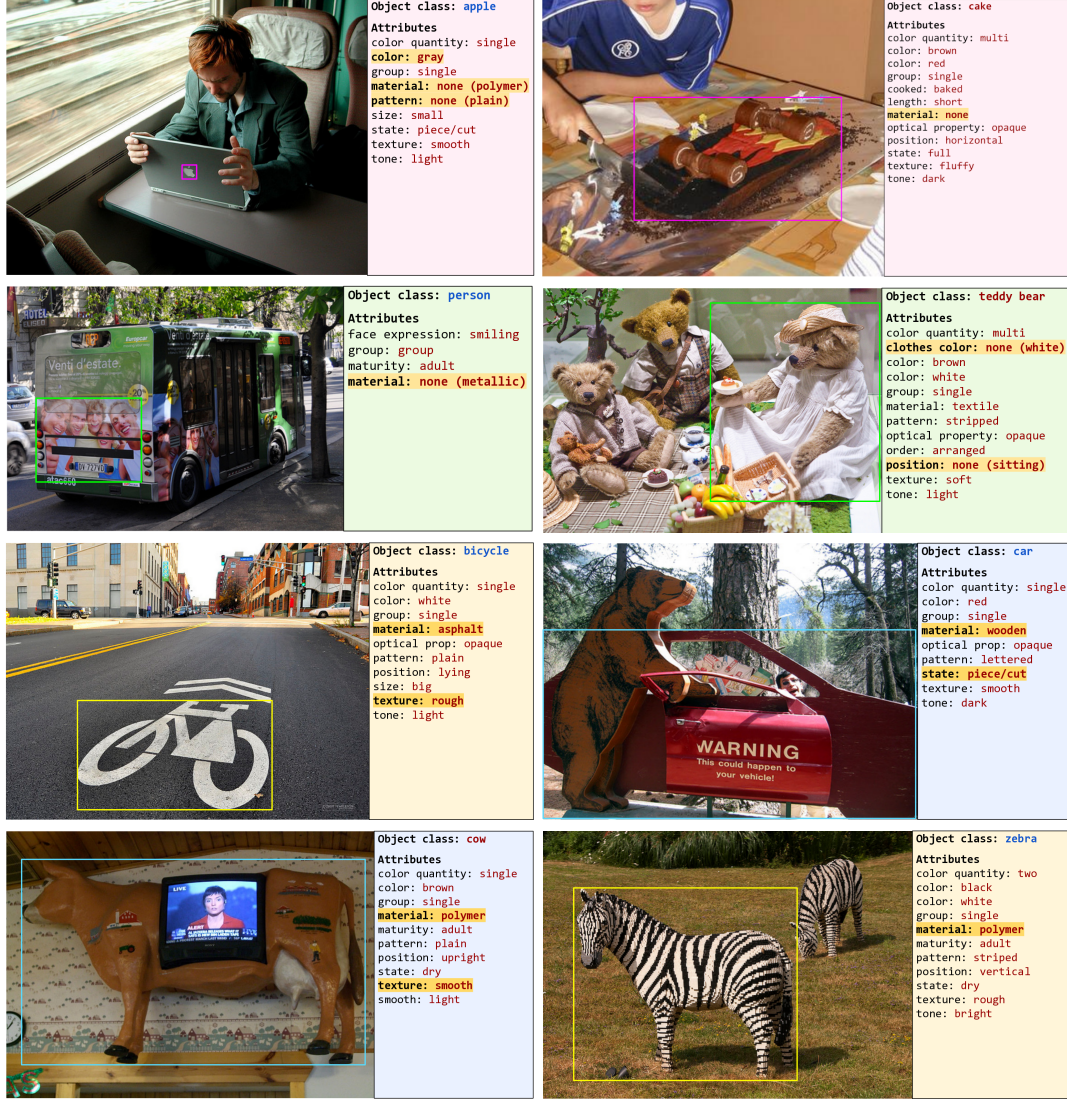 Object class: apple
Attributes
color quantity: single
color: gray
group: single
material: none (polymer)
pattern: none (plain)
size: small
state: piece/cut
texture: smooth
tone: light
Object class: cake
Attributes
color quantity: multi
color: brown
color: red
group: single
cooked: baked
length: short
material: none
optical property: opaque
position: horizontal
state: full
texture: fluffy
tone: dark
HOTEL
Venti d'estate.
Europcar
Venti d'estate
-20%
DV 727VD
atac550
Object class: person
Attributes
face expression: smiling
group: group
maturity: adult
material: none (metallic)
Object class: teddy bear
Attributes
color quantity: multi
clothes color: none (white)
color: brown
color: white
group: single
material: textile
pattern: stripped
optical property: opaque
order: arranged
position: none (sitting)
texture: soft
tone: light
Object class: bicycle
Attributes
color quantity: single
color: white
group: single
material: asphalt
optical prop: opaque
pattern: plain
position: lying
size: big
texture: rough
tone: light
WARNING
This could happen to
your vehicle!
Object class: car
Attributes
color quantity: single
color: red
group: single
material: wooden
optical prop: opaque
pattern: lettered
state: piece/cut
texture: smooth
tone: dark
LIVE
ALERT
Object class: cow
Attributes
color quantity: single
color: brown
group: single
material: polymer
maturity: adult
pattern: plain
position: upright
state: dry
texture: smooth
smooth: light
Object class: zebra
Attributes
color quantity: two
color: black
color: white
group: single
material: polymer
maturity: adult
pattern: striped
position: vertical
state: dry
texture: rough
tone: bright